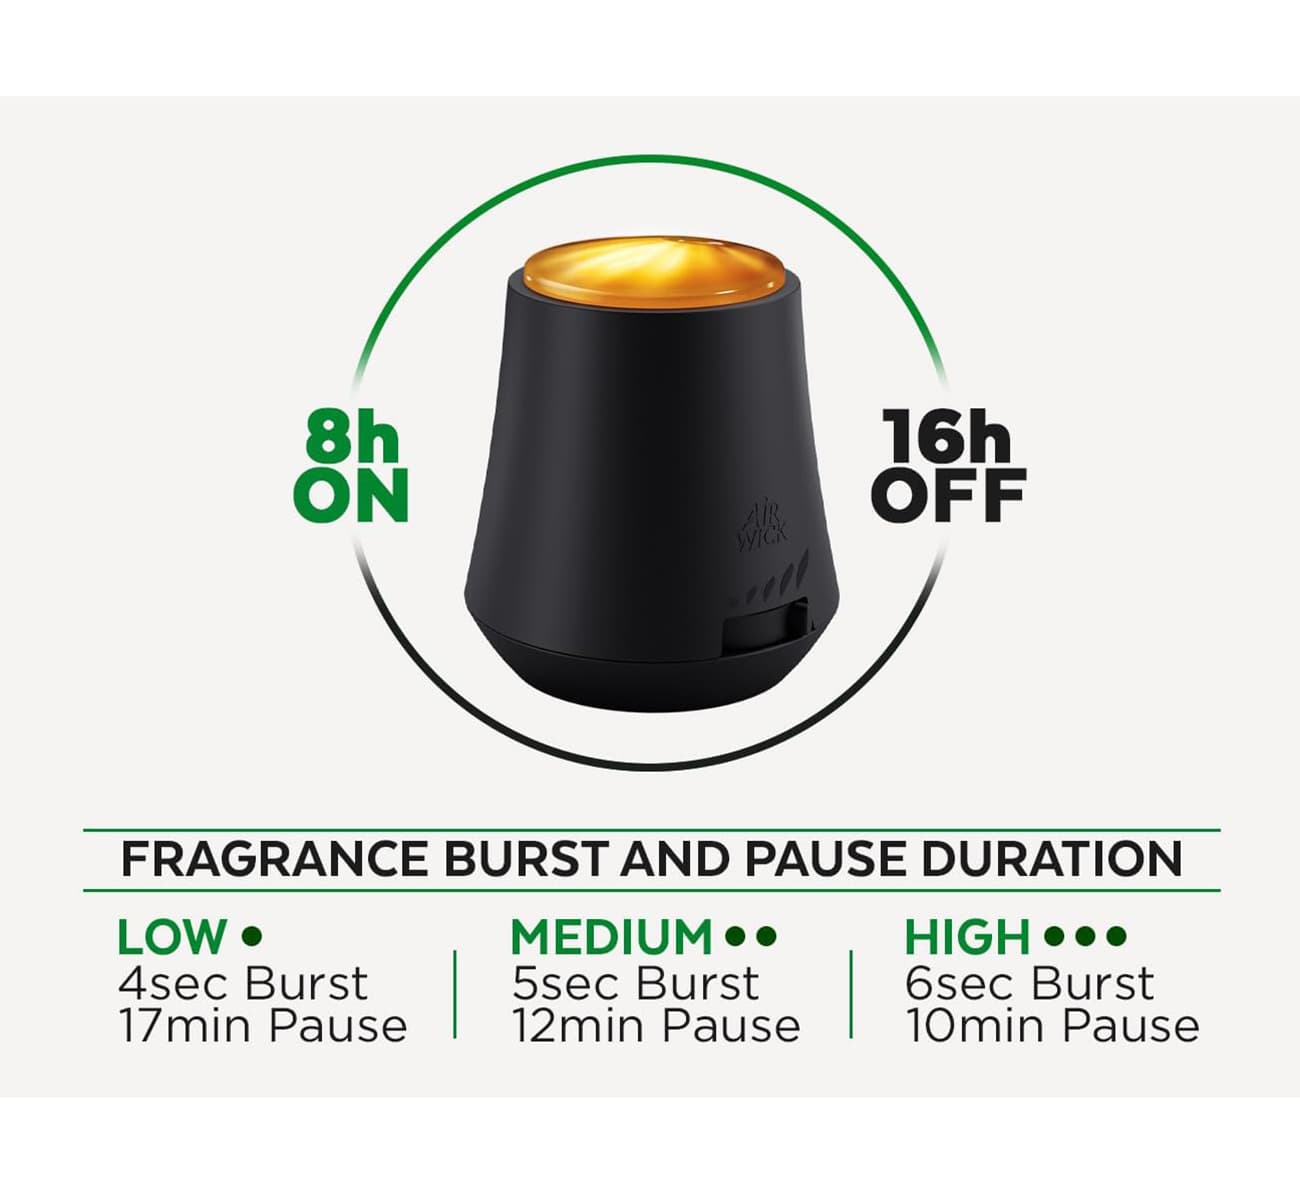 8h
ON
16h
OFF
AIR
WICK
FRAGRANCE BURST AND PAUSE DURATION
LOW
4sec Burst
17min Pause
MEDIUM
5sec Burst
12min Pause
HIGH
6sec Burst
10min Pause